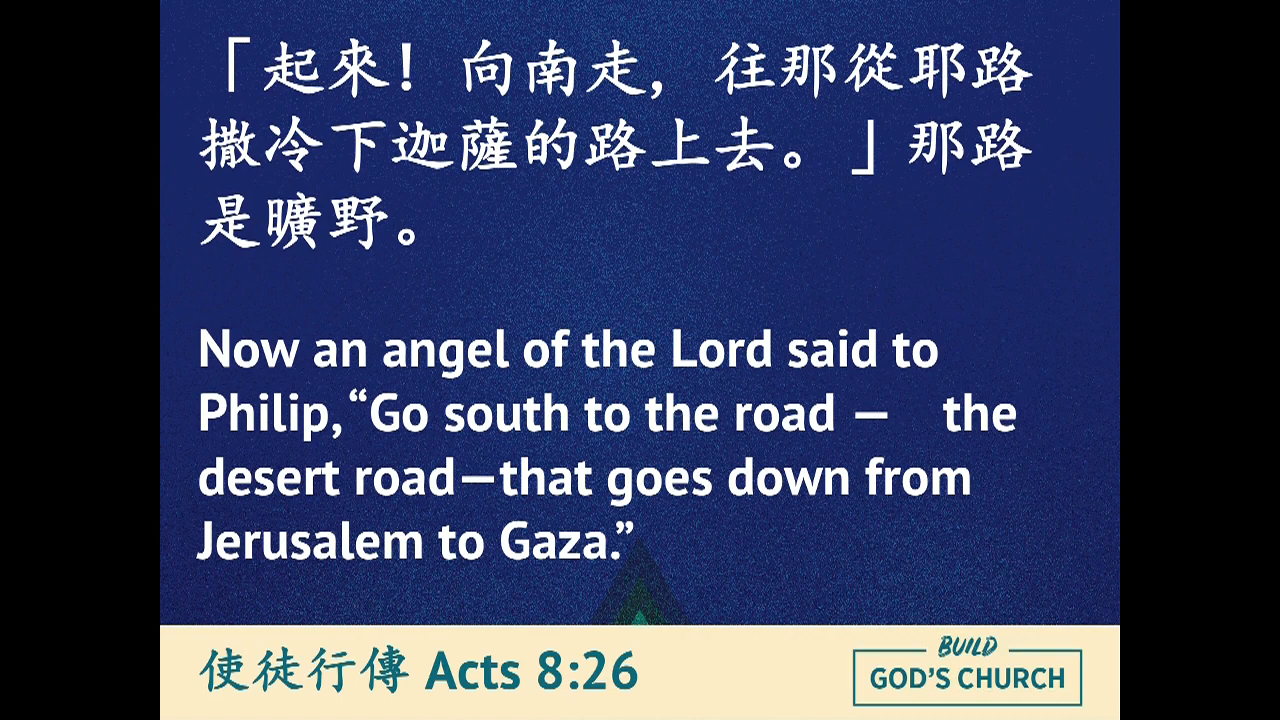 「起來！向南走，往那從耶路
撒冷下迦薩的路上去。」那路
是曠野。
Now an angel of the Lord said to
Philip, “Go south to the road — the
desert road—that goes down from
Jerusalem to Gaza.”
使徒行傳 Acts 8:26
BUILD
GOD'S CHURCH